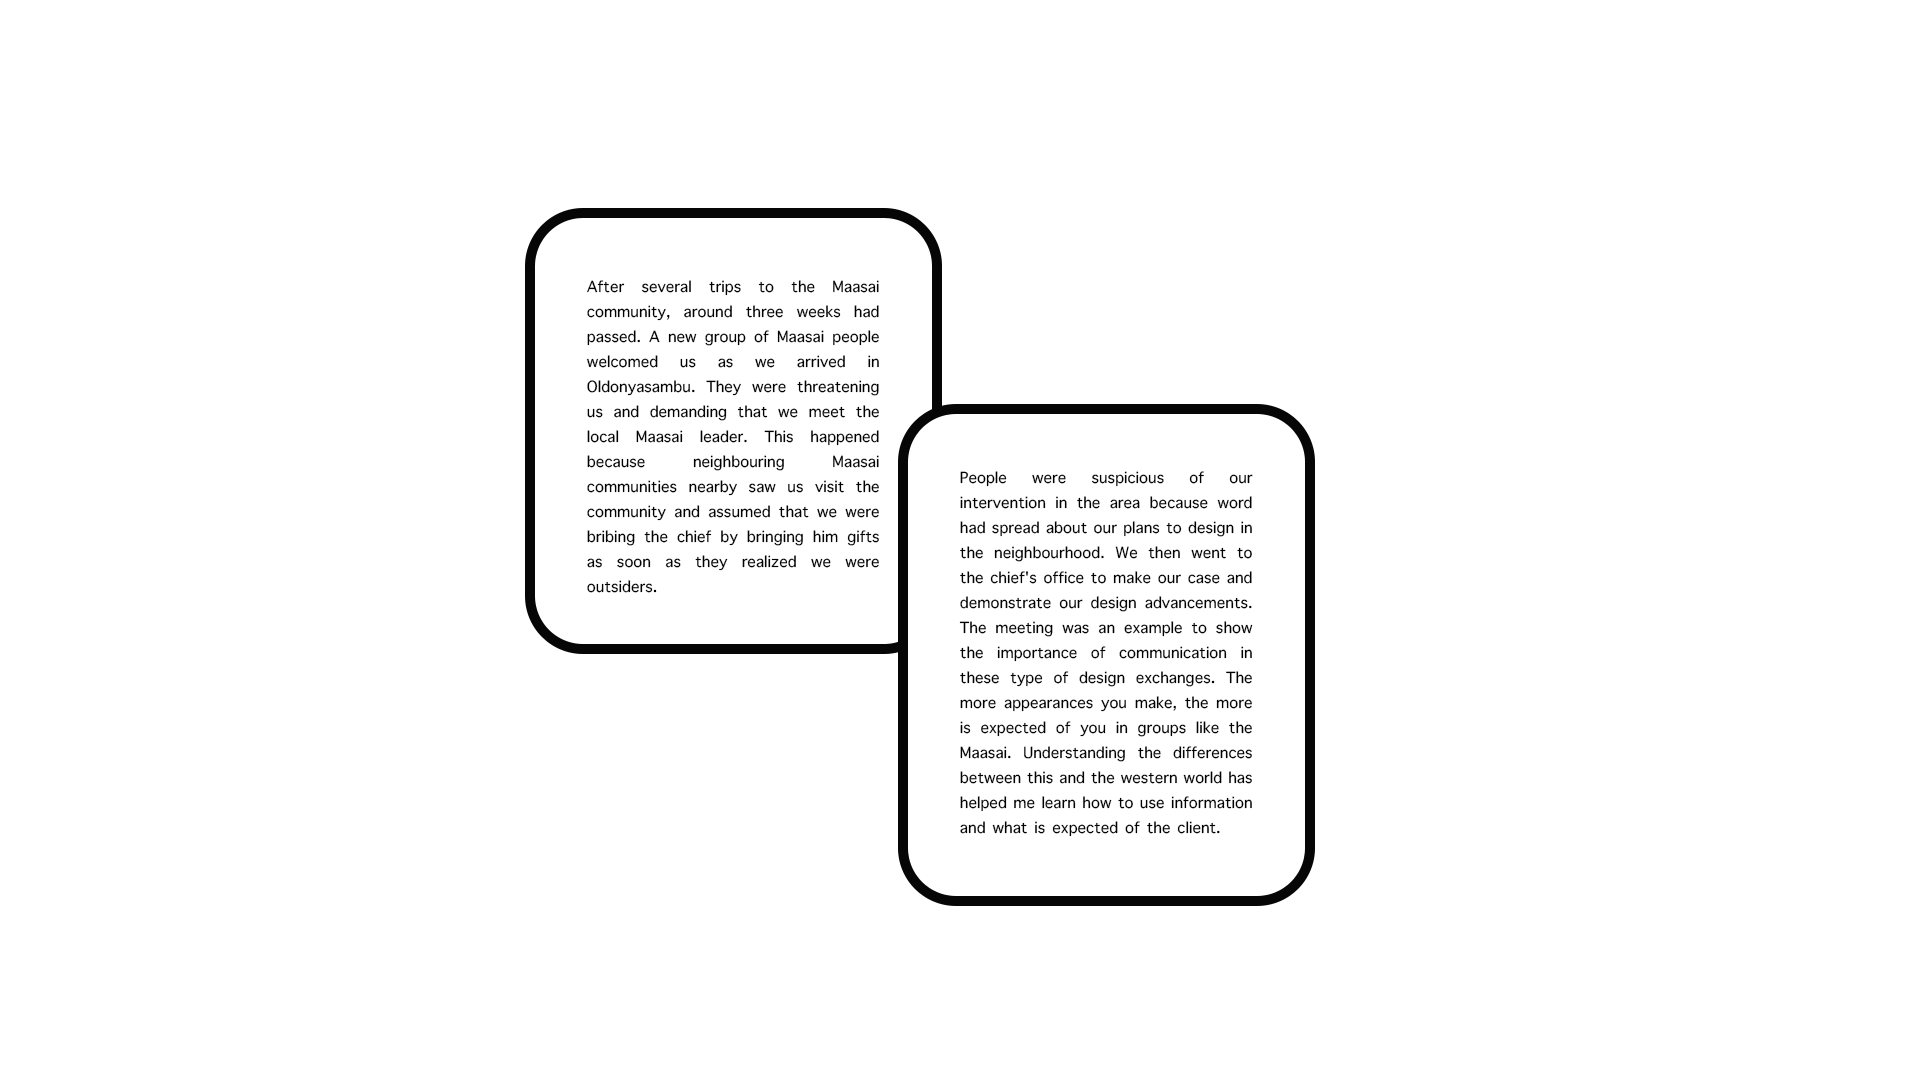 After several trips to the Maasai
community, around three weeks had
passed. A new group of Maasai people
welcomed us as we arrived in
Oldonyasambu. They were threatening
us and demanding that we meet the
local Maasai leader. This happened
because neighbouring Maasai
communities nearby saw us visit the
community and assumed that we were
bribing the chief by bringing him gifts
as soon as they realized we were
outsiders.
People were suspicious of our
intervention in the area because word
had spread about our plans to design in
the neighbourhood. We then went to
the chief's office to make our case and
demonstrate our design advancements.
The meeting was an example to show
the importance of communication in
these type of design exchanges. The
more appearances you make, the more
is expected of you in groups like the
Maasai. Understanding the differences
between this and the western world has
helped me learn how to use information
and what is expected of the client.